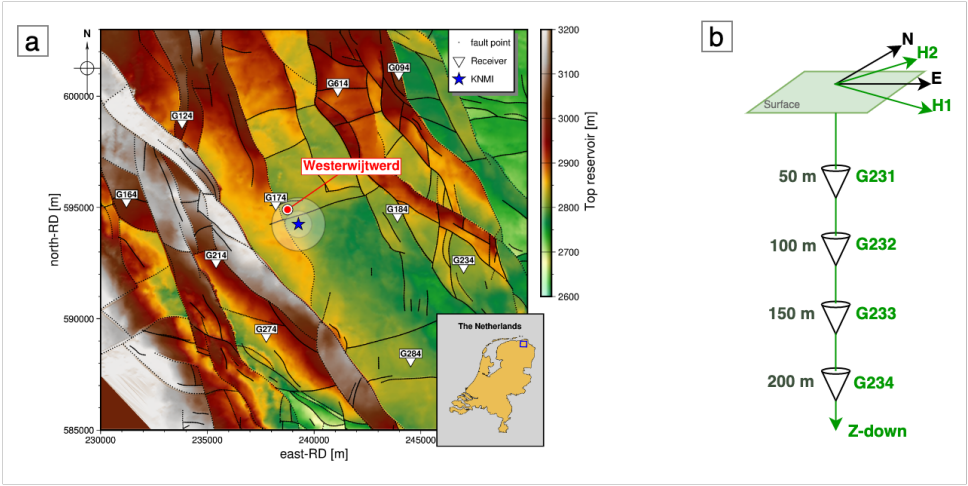 a
N
fault point
Receiver
KNMI
G094
G614
G124
Westerwijtwerd
G164
G174
G184
G214
G234
G274
G284
600000
595000
590000
585000
north-RD [m]
230000
235000
240000
245000
east-RD [m]
3200
3100
3000
2900
2800
2700
2600
Top reservoir [m]
The Netherlands
b
N
H2
E
H1
Surface
50 m G231
100 m G232
150 m G233
200 m G234
Z-down